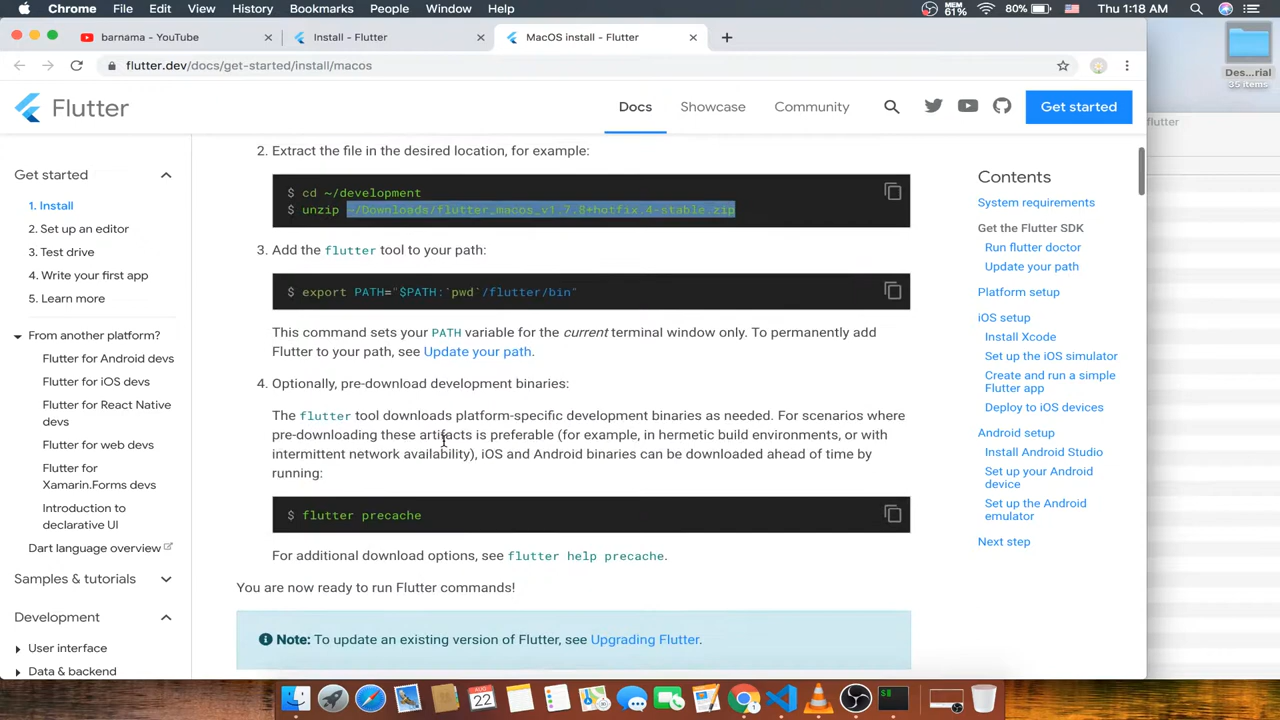 Chrome File Edit View History Bookmarks People Window Help MEM 61% 80% Thu 1:18 AM
barnama - YouTube
Install - Flutter
MacOS install - Flutter
flutter.dev/docs/get-started/install/macos
Des...rial
35 items
Flutter
Docs
Showcase
Community
Get started
flutter
Get started
1. Install
2. Set up an editor
3. Test drive
4. Write your first app
5. Learn more
From another platform?
Flutter for Android devs
Flutter for iOS devs
Flutter for React Native
devs
Flutter for web devs
Flutter for
Xamarin.Forms devs
Introduction to
declarative UI
Dart language overview
Samples & tutorials
Development
User interface
Data & backend
2. Extract the file in the desired location, for example:
$ cd ~/development
$ unzip ~/Downloads/flutter_macos_v1.7.8+hotfix.4-stable.zip
3. Add the flutter tool to your path:
$ export PATH="$PATH:`pwd`/flutter/bin"
This command sets your PATH variable for the current terminal window only. To permanently add
Flutter to your path, see Update your path.
4. Optionally, pre-download development binaries:
The flutter tool downloads platform-specific development binaries as needed. For scenarios where
pre-downloading these artifacts is preferable (for example, in hermetic build environments, or with
intermittent network availability), iOS and Android binaries can be downloaded ahead of time by
running:
$ flutter precache
For additional download options, see flutter help precache.
You are now ready to run Flutter commands!
Note: To update an existing version of Flutter, see Upgrading Flutter.
Contents
System requirements
Get the Flutter SDK
Run flutter doctor
Update your path
Platform setup
iOS setup
Install Xcode
Set up the iOS simulator
Create and run a simple
Flutter app
Deploy to iOS devices
Android setup
Install Android Studio
Set up your Android
device
Set up the Android
emulator
Next step
AUG
22